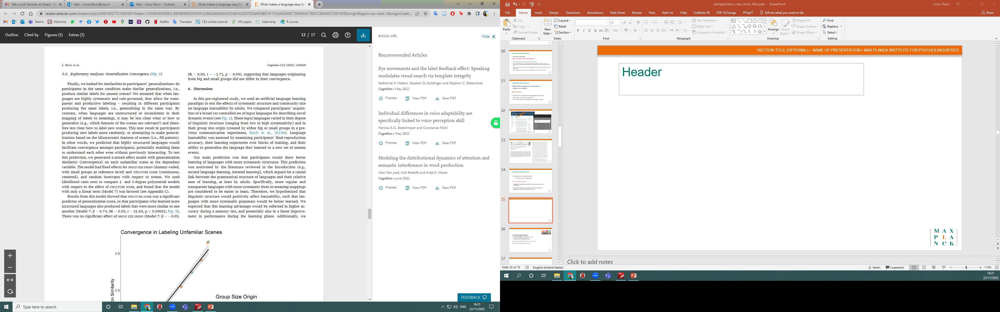 Talk Lunch Seminar at Ghent - lim
Mail - Limor.Raviv@mpi.nl
Mail - Limor Raviv - Outlook
What makes a language easy to l
What makes a language easy to l
Teams
MaxIntra
Netflix
Translate
CES online tutorial
NN paper
Internship
R course
Outline
Cited by
Figures (5)
Extras (3)
12 / 17
L. Raviv et al.
Cognition 210 (2021) 104620
5.5. Exploratory analyses: Generalization Convergence (Fig. 5)
Finally, we looked for similarities in participants' generalizations: do
participants in the same condition make similar generalizations, i.e.,
produce similar labels for unseen scenes? We assumed that when lan-
guages are highly systematic and rule-governed, they allow for trans-
parent and productive labeling – resulting in different participants
producing the same labels, i.e., generalizing in the same way. By
contrast, when languages are unstructured or inconsistent in their
mapping of labels to meanings, it may be less clear what or how to
generalize (e.g., which features of the scenes are relevant?) and there-
fore less clear how to label new scenes. This may result in participants
producing new labels more randomly, or attempting to make general-
izations based on the idiosyncratic features of scenes (i.e., fill-pattern).
In other words, we predicted that highly structured languages would
facilitate convergence amongst participants, potentially enabling them
to understand each other even without previously interacting. To test
this prediction, we generated a mixed effect model with generalization
similarity (convergence) on each unfamiliar scene as the dependent
variable. The model had fixed effects for GROUP SIZE ORIGIN (dummy-coded,
with small groups as reference level) and STRUCTURE SCORE (continuous,
centered), and random intercepts with respect to scenes. We used
Likelihood ratio tests to compare 1- and 2-degree polynomial models
with respect to the effect of STRUCTURE SCORE, and found that the model
with only a linear term (Model 7) was favored (see Appendix C).
Results from this model showed that STRUCTURE SCORE was a significant
predictor of generalization score, so that participants who learned more
structured languages also produced labels that were more similar to one
another (Model 7: β = 0.74, SE = 0.03, t = 21.63, p < 0.00001; Fig. 5).
There was no significant effect of GROUP SIZE ORIGIN (Model 7: β = −0.03,
SE = 0.02, t = −1.71, p = 0.09), suggesting that languages originating
from big and small groups did not differ in their convergence.
6. Discussion
In this pre-registered study, we used an artificial language learning
paradigm to test the effects of systematic structure and community size
on language learnability by adults. We compared participants' acquisi-
tion of a broad yet controlled set of input languages for describing novel
dynamic events (see Fig. 1). These input languages varied in their degree
of linguistic structure (ranging from low to high systematicity) and in
their group size origin (created by either big or small groups in a pre-
vious communication experiment, Raviv et al., 2019b). Language
learnability was assessed by examining participants' final reproduction
accuracy, their learning trajectories over blocks of training, and their
ability to generalize the language they learned to a new set of unseen
events.
Our main prediction was that participants would show better
learning of languages with more systematic structures. This prediction
was motivated by the literature reviewed in the Introduction (e.g.,
second language learning, iterated learning), which argued for a causal
link between the grammatical structure of languages and their relative
ease of learning, at least by adults. Specifically, more regular and
transparent languages with more systematic form-to-meaning mappings
are considered to be easier to learn. Therefore, we hypothesized that
linguistic structure would positively affect learnability, such that lan-
guages with more systematic grammars would be better learned. We
expected that this learning advantage would be reflected in higher ac-
curacy during a memory test, and potentially also in a faster improve-
ment in performance during the learning phase. Additionally, we
Convergence in Labeling Unfamiliar Scenes
0.8
0.6
on Similarity
Group Size Origin
Article info
Hide
Recommended Articles
Eye movements and the label feedback effect: Speaking
modulates visual search via template integrity
Katherine P. Hebert, Stephen D. Goldinger and Stephen C. Walenchok
Cognition • May 2021
Preview
View PDF
Save PDF
Individual differences in voice adaptability are
specifically linked to voice perception skill
Patricia E.G. Bestelmeyer and Constanze Mühl
Cognition • May 2021
Preview
View PDF
Save PDF
Modeling the distributional dynamics of attention and
semantic interference in word production
Aitor San José, Ardi Roelofs and Antje S. Meyer
Cognition • June 2021
Preview
View PDF
Save PDF
FEEDBACK
Type here to search
ENG
16:31
22/11/2022
preregistration_class_limor_2022.pptx - PowerPoint
Limor Raviv
File
Home
Insert
Design
Transitions
Animations
Slide Show
Review
View
Add-ins
Help
EndNote 20
PDF-XChange
PPspliT
Tell me what you want to do
Share
Paste
Cut
Copy
Format Painter
Clipboard
New
Slide
Layout
Reset
Section
Slides
32
Font
Paragraph
Text Direction
Align Text
Convert to SmartArt
Arrange
Quick
Styles
Shape Fill
Shape Outline
Shape Effects
Drawing
Find
Replace
Select
Editing
30
31
32
33
34
35
36
37
SECTION TITLE (OPTIONAL) • NAME OF PRESENTATION • MAX PLANCK INSTITUTE FOR PSYCHOLINGUISTICS
Header
M A X
P L A
N C K
Click to add notes
Slide 35 of 76
English (United States)
Notes
Comments
110%
16:31
22/11/2022